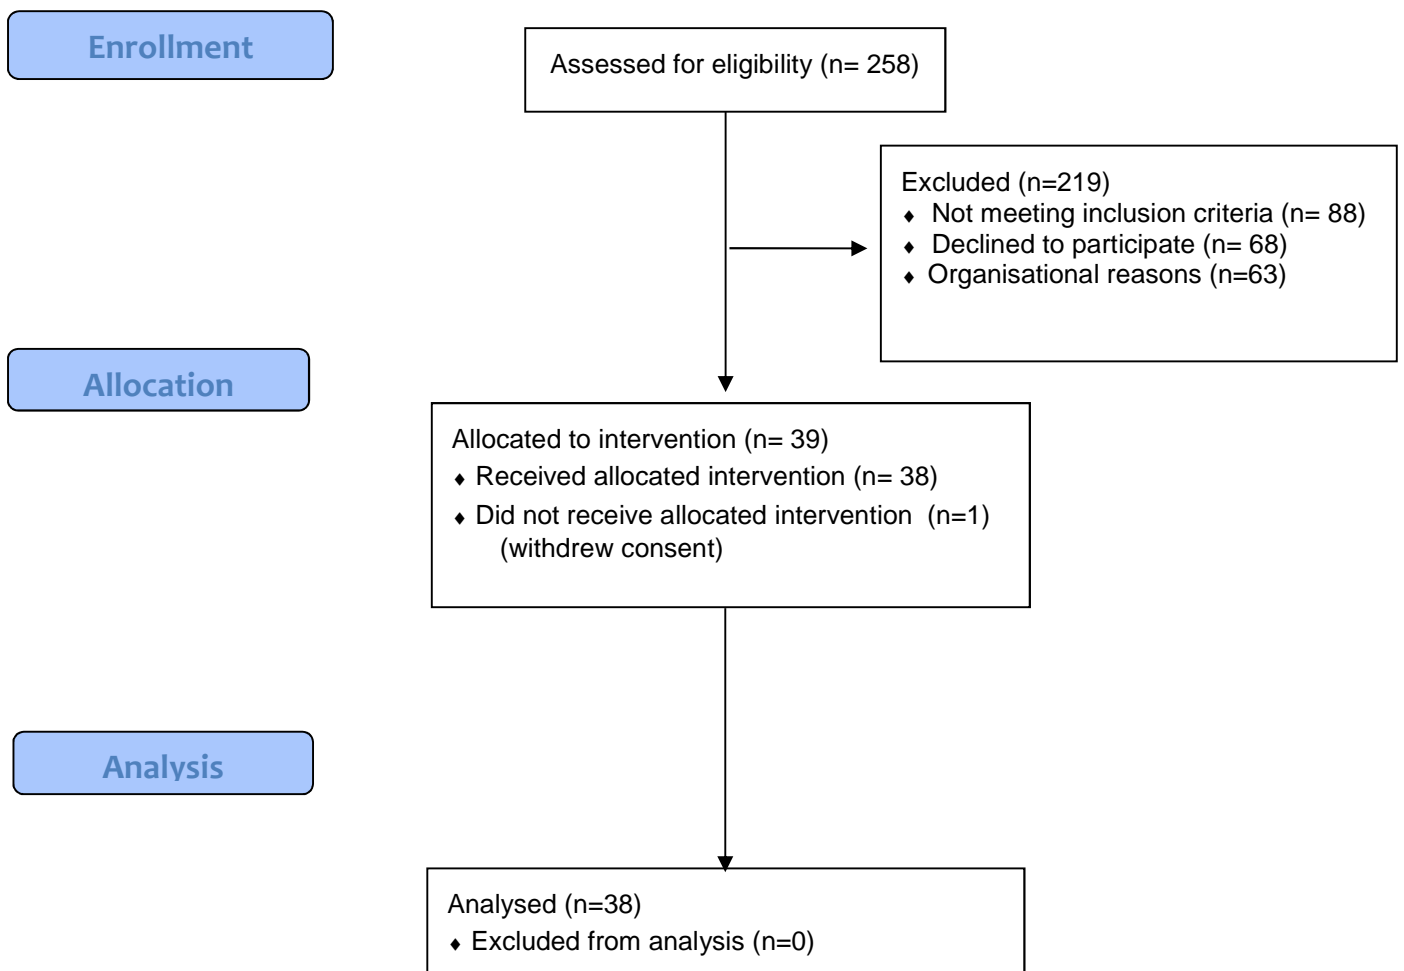 Enrollment
Assessed for eligibility (n= 258)
Excluded (n=219)
♦ Not meeting inclusion criteria (n= 88)
♦ Declined to participate (n= 68)
♦ Organisational reasons (n=63)
Allocation
Allocated to intervention (n= 39)
♦ Received allocated intervention (n= 38)
♦ Did not receive allocated intervention (n=1)
(withdrew consent)
Analysis
Analysed (n=38)
♦ Excluded from analysis (n=0)